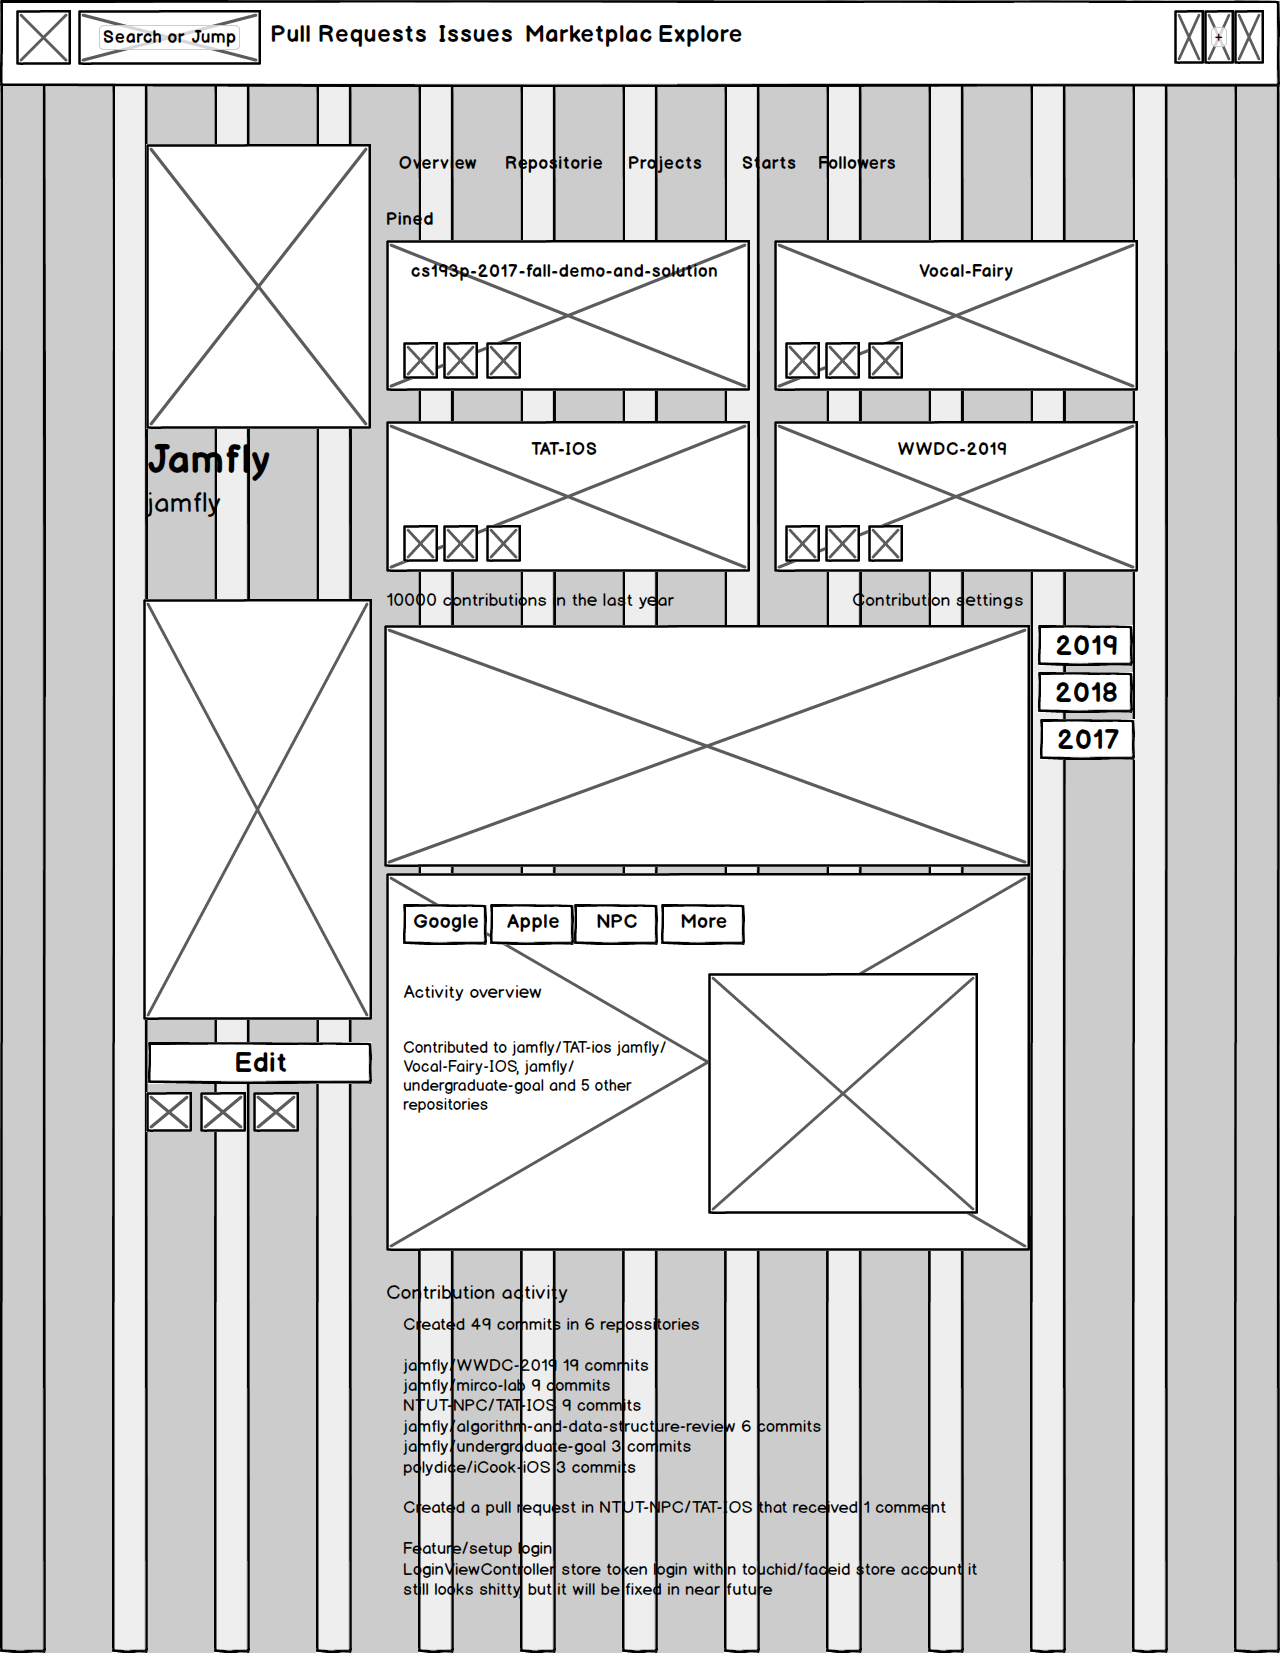 Search or Jump
Pull Requests Issues Marketplac Explore
+
Overview Repositorie Projects Starts Followers
Pined
cs193p-2017-fall-demo-and-solution
Vocal-Fairy
TAT-IOS
WWDC-2019
Jamfly
jamfly
10000 contributions in the last year
Contribution settings
2019
2018
2017
Google Apple NPC More
Activity overview
Contributed to jamfly/TAT-ios jamfly/
Vocal-Fairy-IOS, jamfly/
undergraduate-goal and 5 other
repositories
Edit
Contribution activity
Created 49 commits in 6 repossitories
jamfly/WWDC-2019 19 commits
jamfly/mirco-lab 9 commits
NTUT-NPC/TAT-IOS 9 commits
jamfly/algorithm-and-data-structure-review 6 commits
jamfly/undergraduate-goal 3 commits
polydice/iCook-iOS 3 commits
Created a pull request in NTUT-NPC/TAT-IOS that received 1 comment
Feature/setup login
LoginViewController store token login within touchid/faceid store account it
still looks shitty but it will be fixed in near future